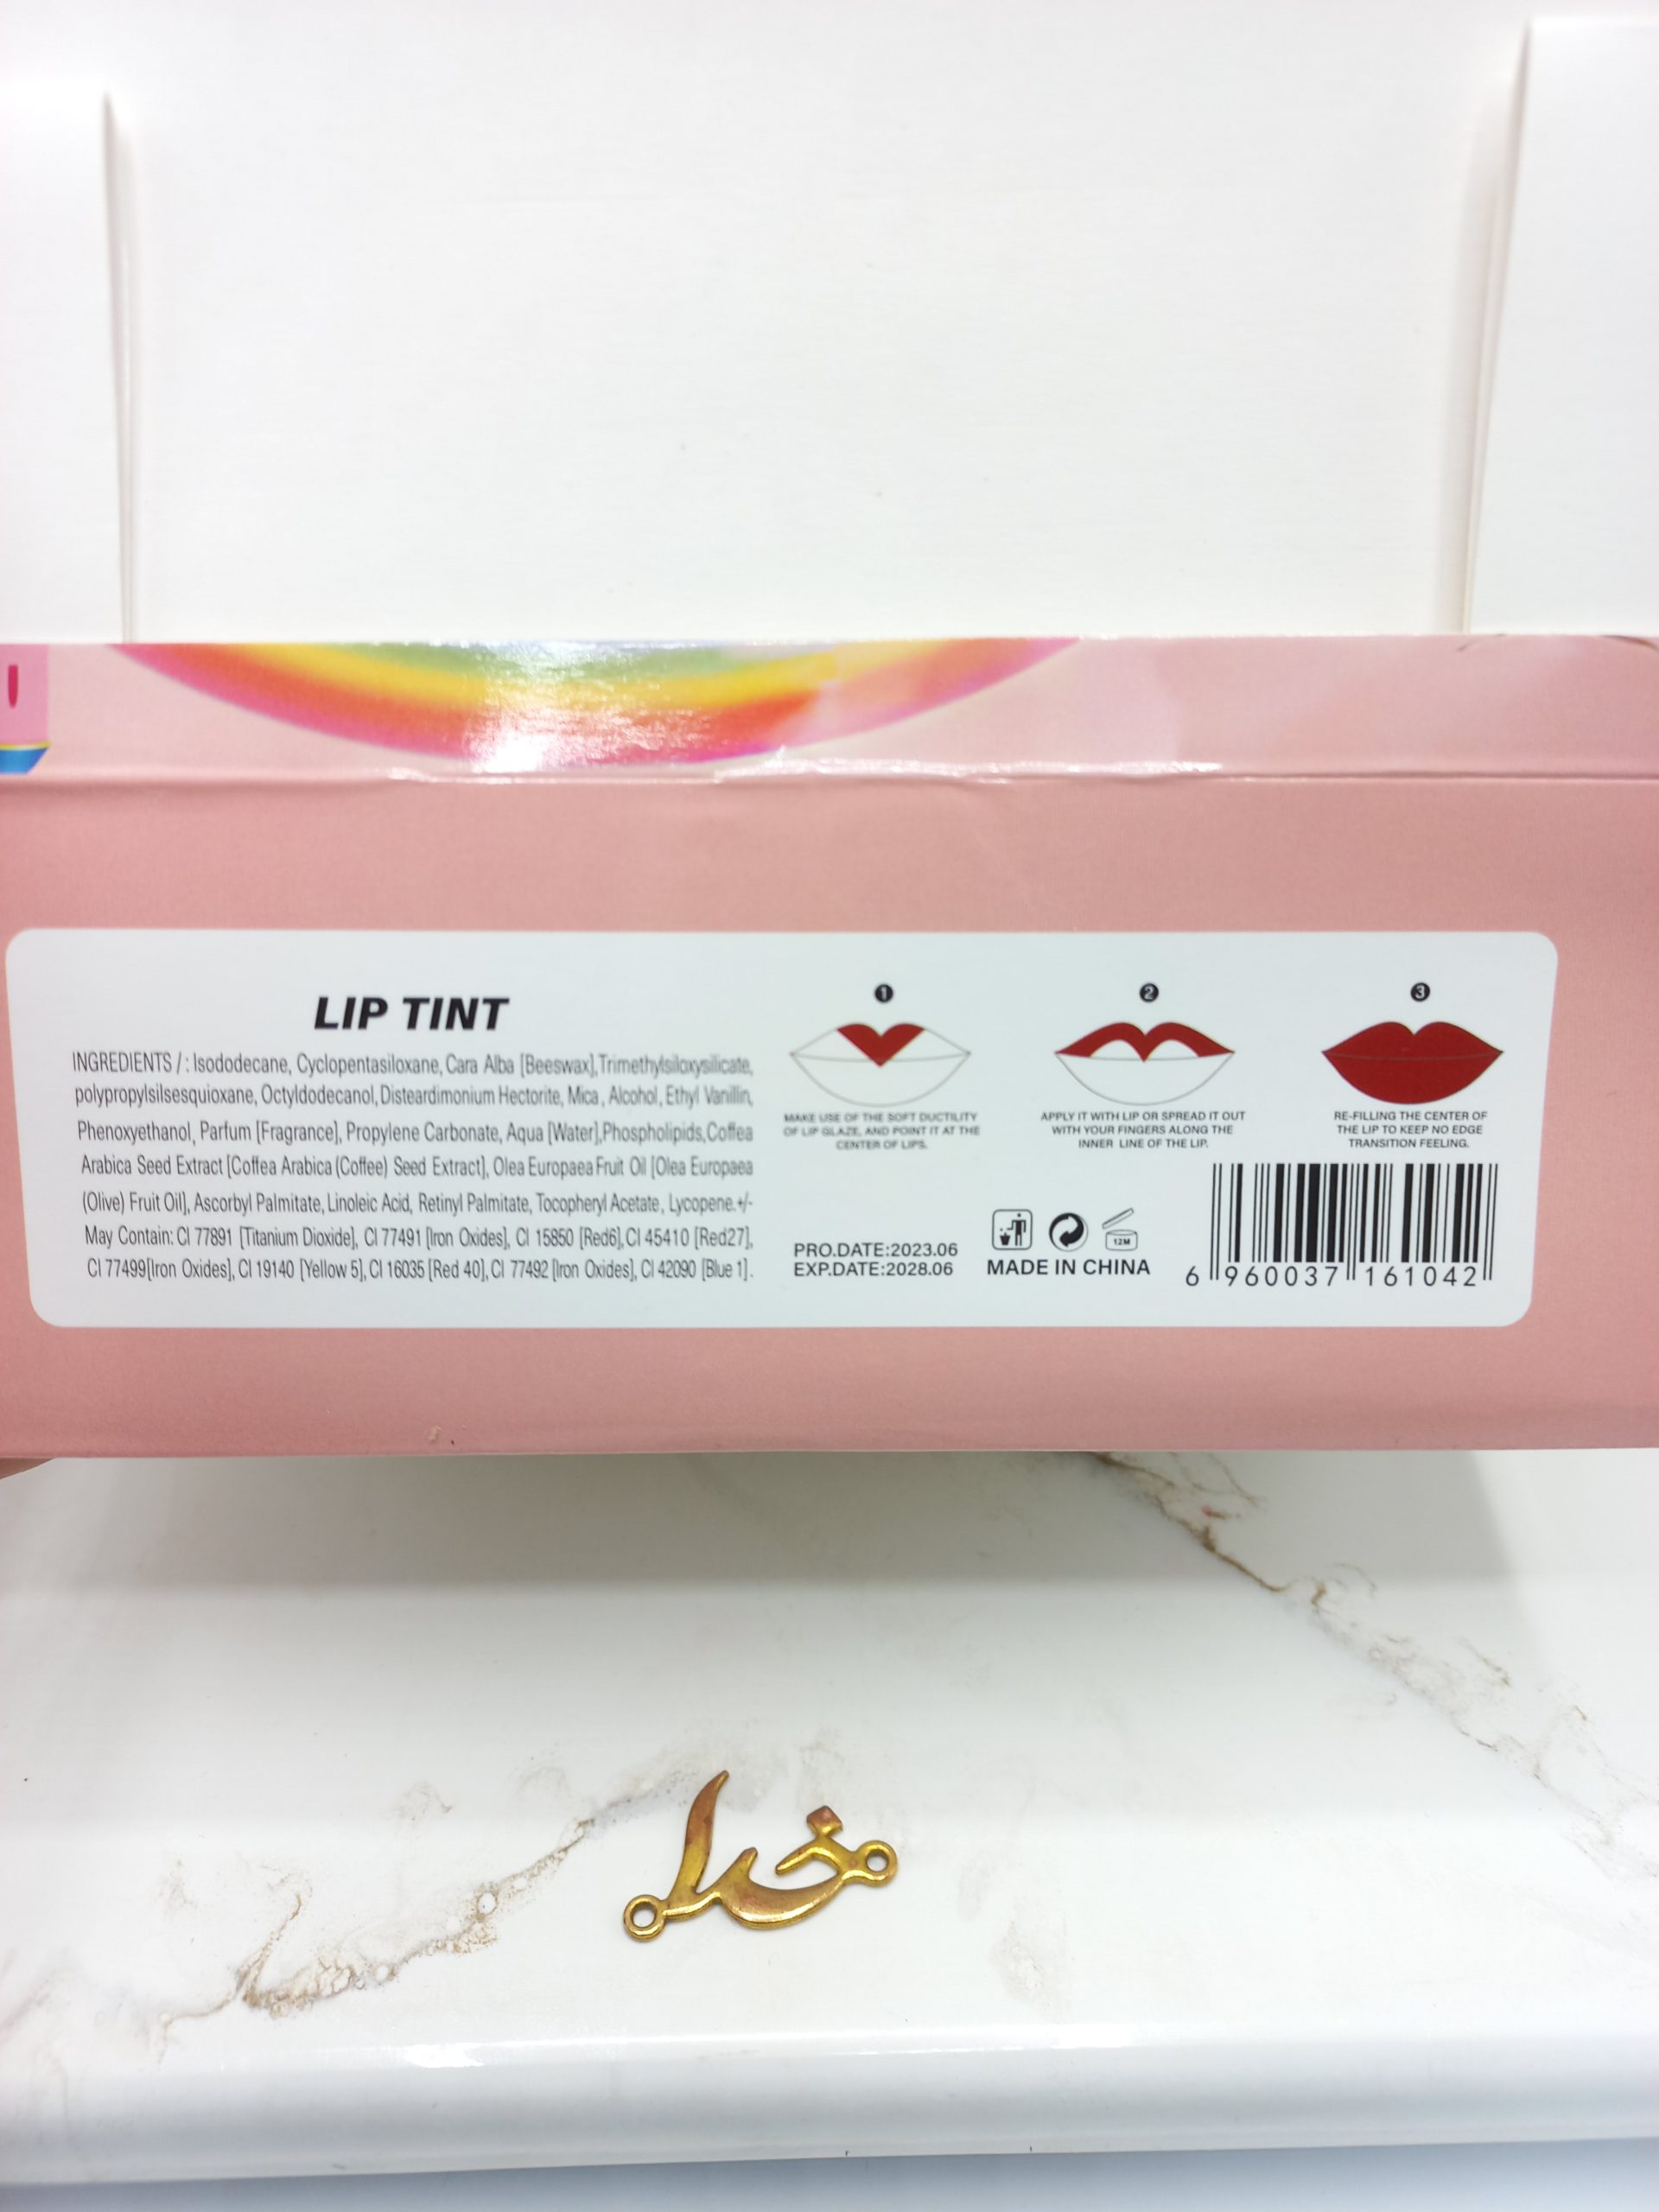 LIP TINT
INGREDIENTS / : Isododecane, Cyclopentasiloxane, Cara Alba [Beeswax],Trimethylsiloxysilicate,
polypropylsilsesquioxane, Octyldodecanol, Disteardimonium Hectorite, Mica, Alcohol, Ethyl Vanillin,
Phenoxyethanol, Parfum [Fragrance], Propylene Carbonate, Aqua [Water],Phospholipids,Coffea
Arabica Seed Extract [Coffea Arabica (Coffee) Seed Extract], Olea Europaea Fruit Oil [Olea Europaea
(Olive) Fruit Oil], Ascorbyl Palmitate, Linoleic Acid, Retinyl Palmitate, Tocopheryl Acetate, Lycopene.+/-
May Contain: CI 77891 [Titanium Dioxide], CI 77491 [Iron Oxides], CI 15850 [Red6],CI 45410 [Red27],
CI 77499[Iron Oxides], CI 19140 [Yellow 5], CI 16035 [Red 40], CI 77492 [Iron Oxides], CI 42090 [Blue 1].
1
MAKE USE OF THE SOFT DUCTILITY
OF LIP GLAZE, AND POINT IT AT THE
CENTER OF LIPS.
2
APPLY IT WITH LIP OR SPREAD IT OUT
WITH YOUR FINGERS ALONG THE
INNER LINE OF THE LIP.
3
RE-FILLING THE CENTER OF
THE LIP TO KEEP NO EDGE
TRANSITION FEELING.
PRO.DATE:2023.06
EXP.DATE:2028.06
12M
MADE IN CHINA
6 960037 161042
خدا